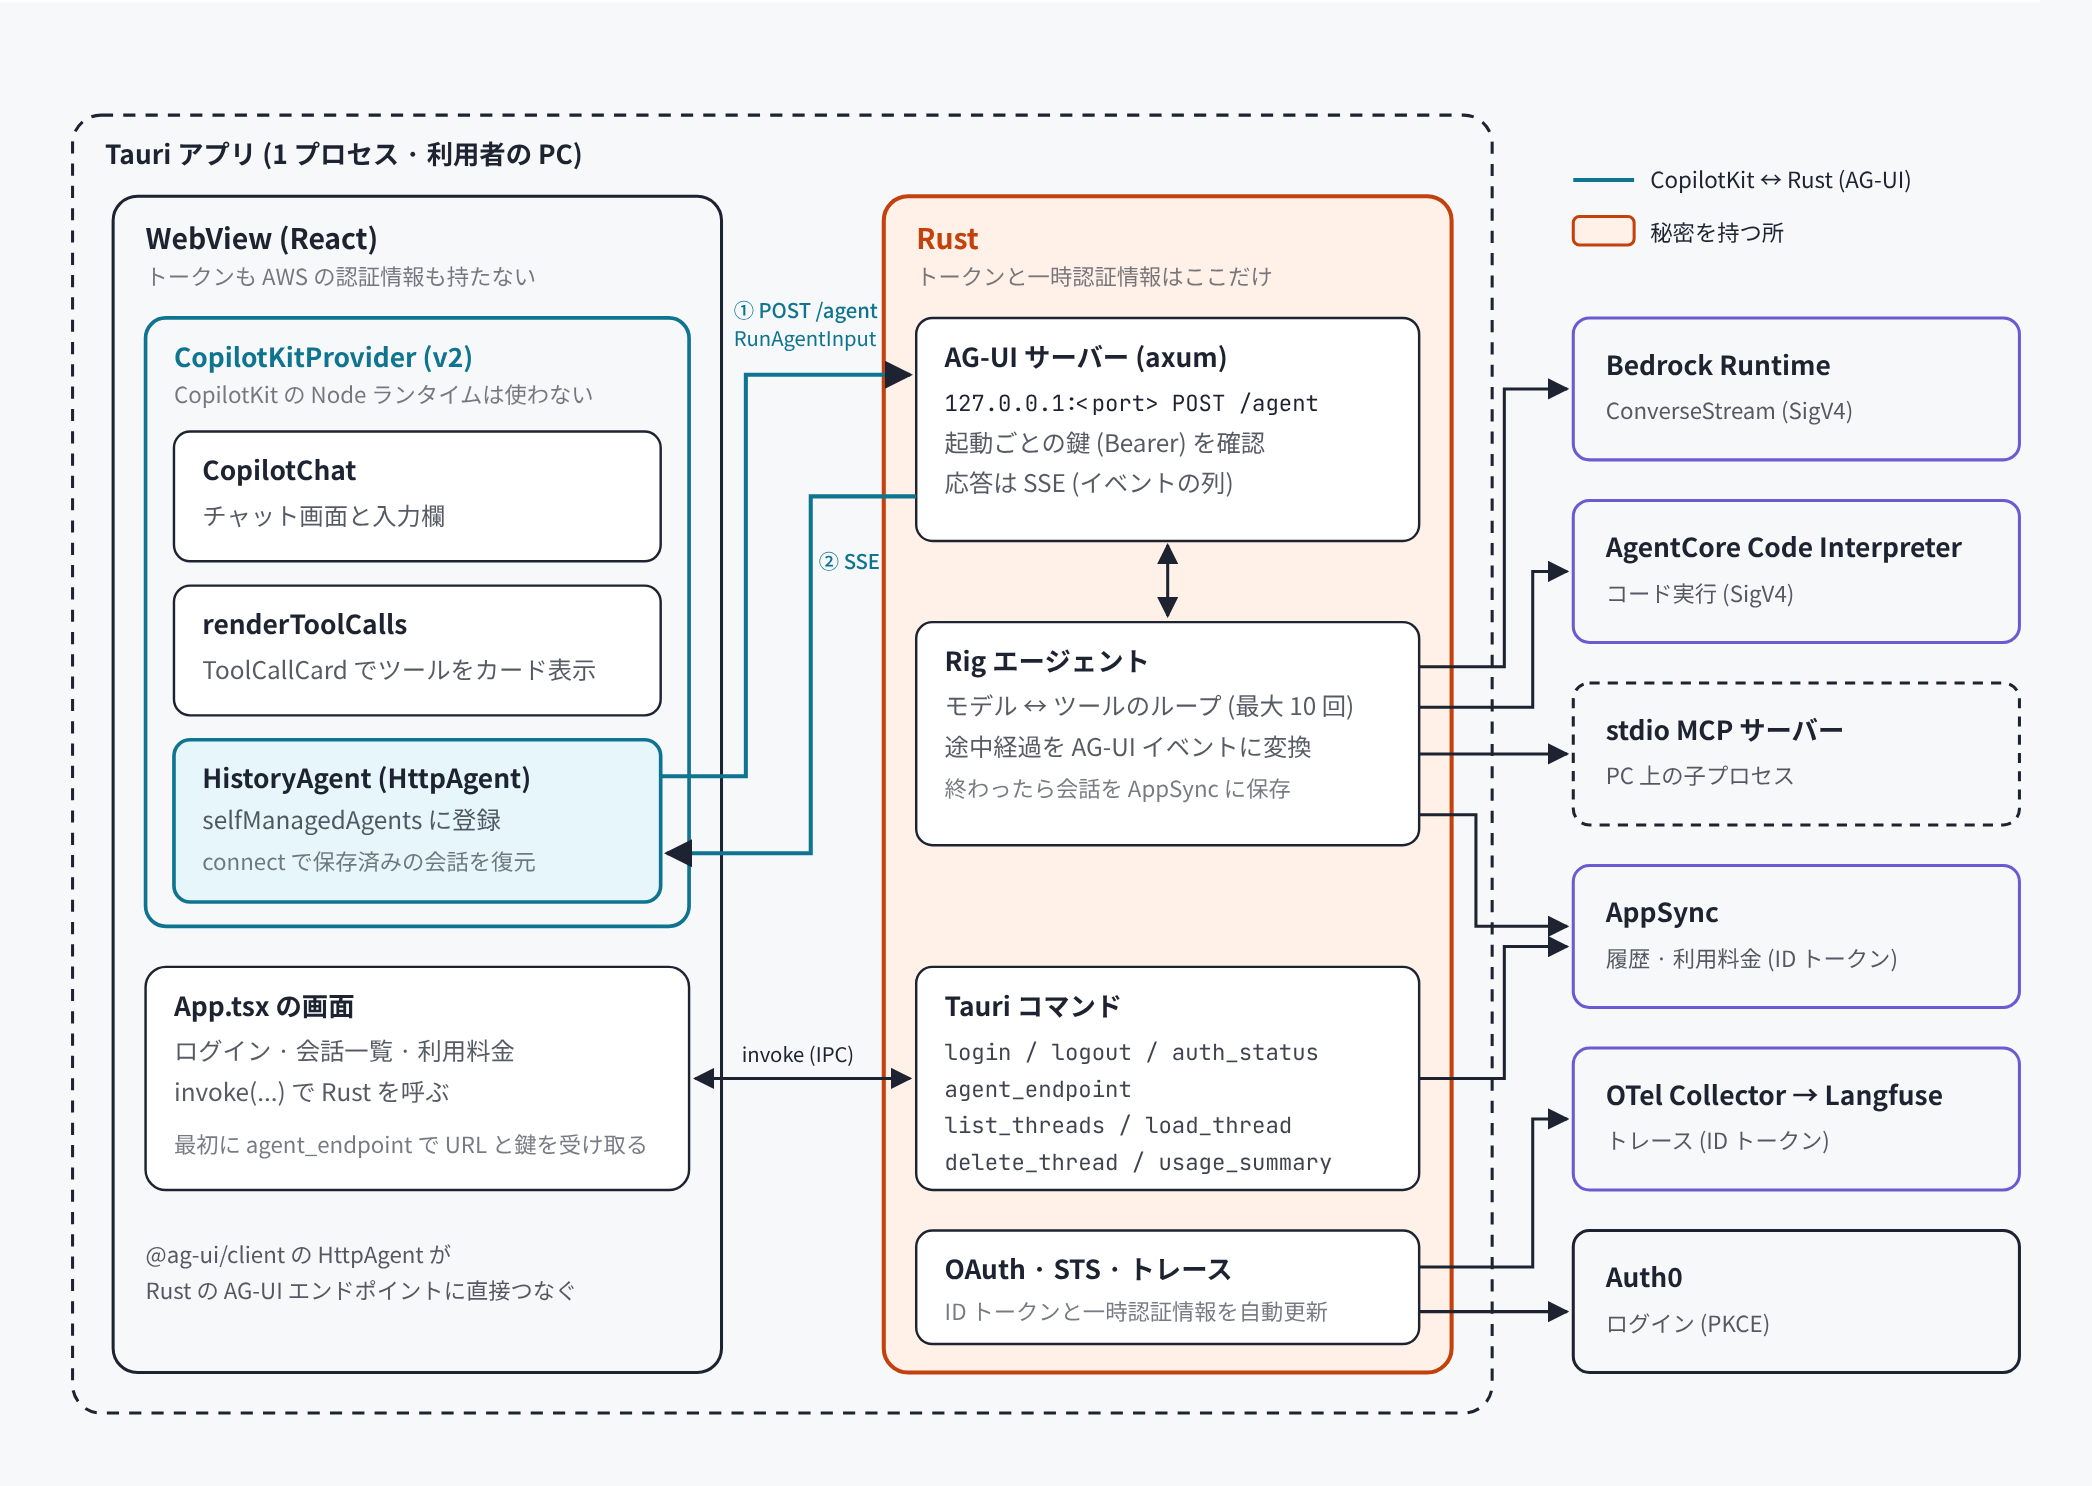 Tauri アプリ (1 プロセス · 利用者の PC)
WebView (React)
トークンも AWS の認証情報も持たない
CopilotKitProvider (v2)
CopilotKit の Node ランタイムは使わない
CopilotChat
チャット画面と入力欄
renderToolCalls
ToolCallCard でツールをカード表示
HistoryAgent (HttpAgent)
selfManagedAgents に登録
connect で保存済みの会話を復元
App.tsx の画面
ログイン · 会話一覧 · 利用料金
invoke(...) で Rust を呼ぶ
最初に agent_endpoint で URL と鍵を受け取る
@ag-ui/client の HttpAgent が
Rust の AG-UI エンドポイントに直接つなぐ
① POST /agent
RunAgentInput
② SSE
invoke (IPC)
Rust
トークンと一時認証情報はここだけ
AG-UI サーバー (axum)
127.0.0.1:<port> POST /agent
起動ごとの鍵 (Bearer) を確認
応答は SSE (イベントの列)
Rig エージェント
モデル ↔ ツールのループ (最大 10 回)
途中経過を AG-UI イベントに変換
終わったら会話を AppSync に保存
Tauri コマンド
login / logout / auth_status
agent_endpoint
list_threads / load_thread
delete_thread / usage_summary
OAuth · STS · トレース
ID トークンと一時認証情報を自動更新
CopilotKit ↔ Rust (AG-UI)
秘密を持つ所
Bedrock Runtime
ConverseStream (SigV4)
AgentCore Code Interpreter
コード実行 (SigV4)
stdio MCP サーバー
PC 上の子プロセス
AppSync
履歴 · 利用料金 (ID トークン)
OTel Collector → Langfuse
トレース (ID トークン)
Auth0
ログイン (PKCE)